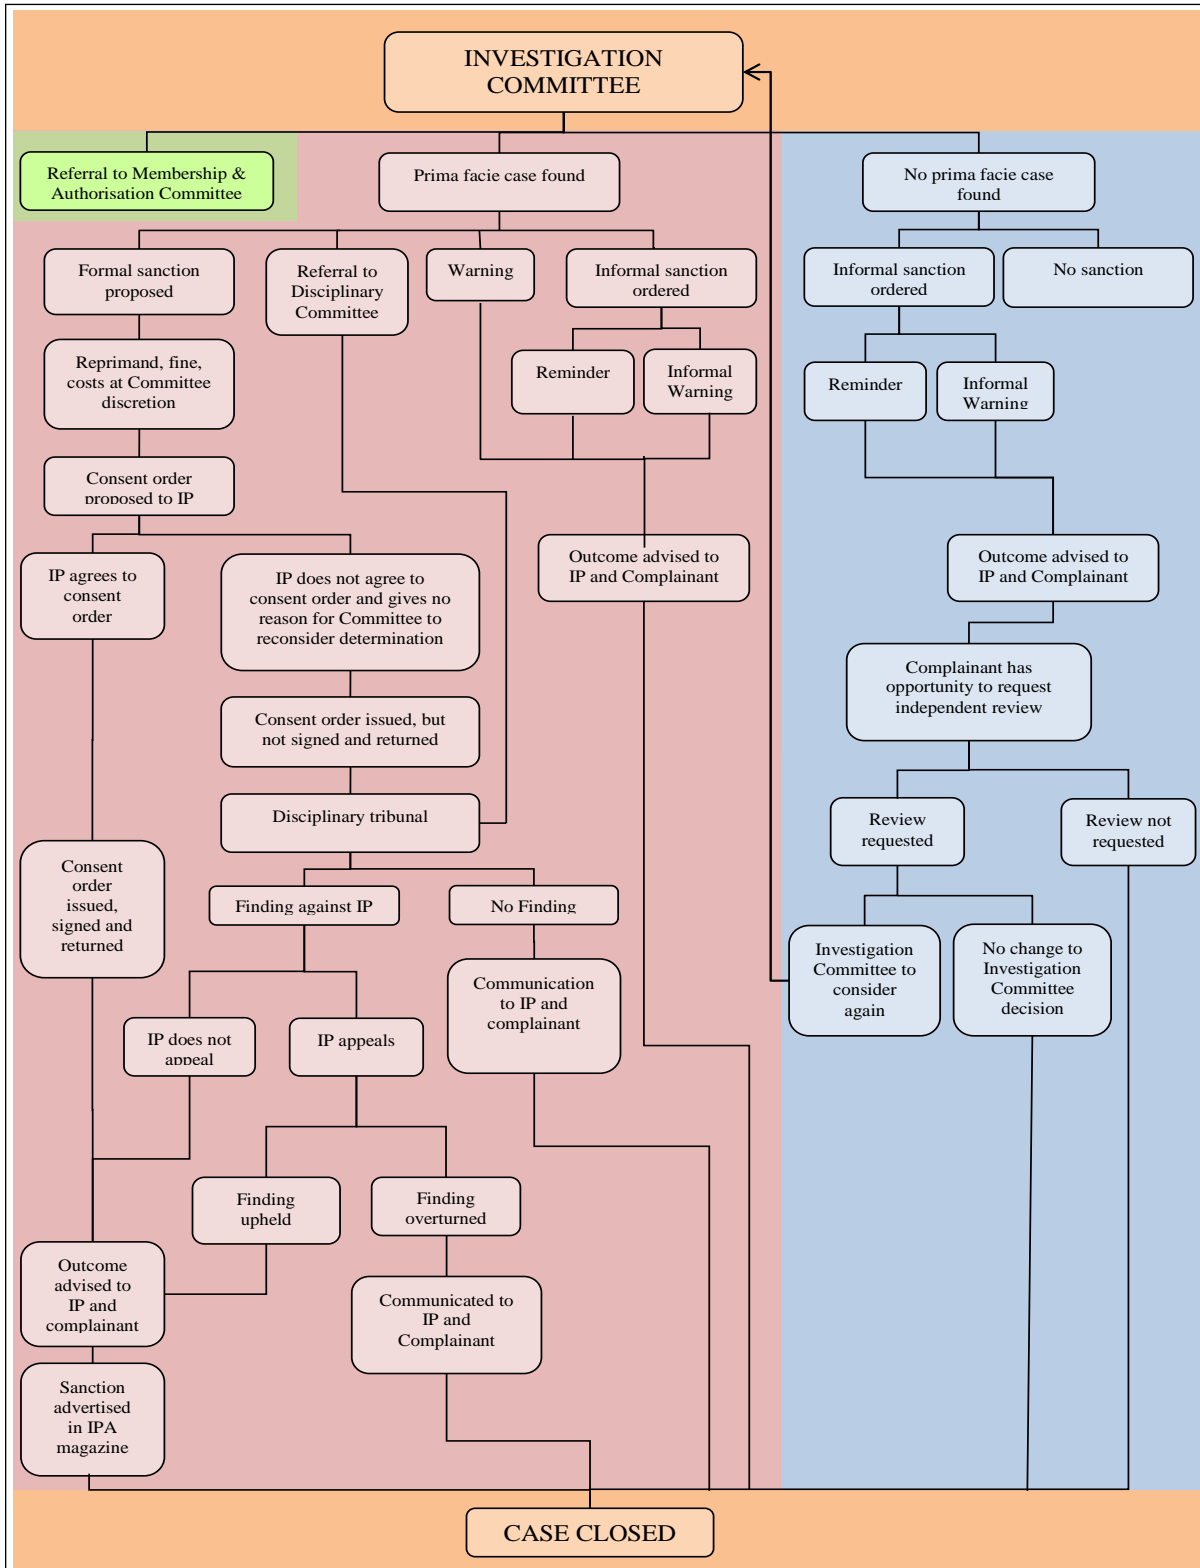 INVESTIGATION
COMMITTEE
Referral to Membership &
Authorisation Committee
Prima facie case found
No prima facie case
found
Formal sanction
proposed
Referral to
Disciplinary
Committee
Warning
Informal sanction
ordered
Informal sanction
ordered
No sanction
Reprimand, fine,
costs at Committee
discretion
Reminder
Informal
Warning
Reminder
Informal
Warning
Consent order
proposed to IP
IP agrees to
consent
order
IP does not agree to
consent order and gives no
reason for Committee to
reconsider determination
Outcome advised to
IP and Complainant
Outcome advised to
IP and Complainant
Complainant has
opportunity to request
independent review
Consent order issued, but
not signed and returned
Disciplinary tribunal
Review
requested
Review not
requested
Consent
order
issued,
signed and
returned
Finding against IP
No Finding
Investigation
Committee to
consider
again
No change to
Investigation
Committee
decision
Communication
to IP and
complainant
IP does not
appeal
IP appeals
Finding
upheld
Finding
overturned
Outcome
advised to
IP and
complainant
Communicated to
IP and
Complainant
Sanction
advertised
in IPA
magazine
CASE CLOSED